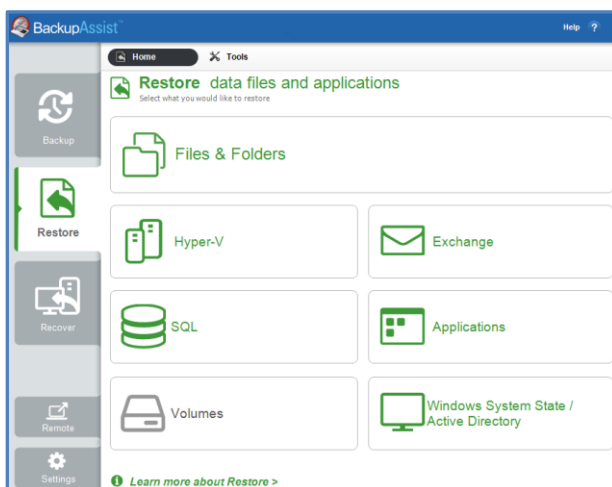 BackupAssist™
Help ?
Home
Tools
Restore data files and applications
Select what you would like to restore
Backup
Files & Folders
Restore
Hyper-V
Exchange
Recover
SQL
Applications
Volumes
Windows System State /
Active Directory
Remote
Settings
Learn more about Restore >